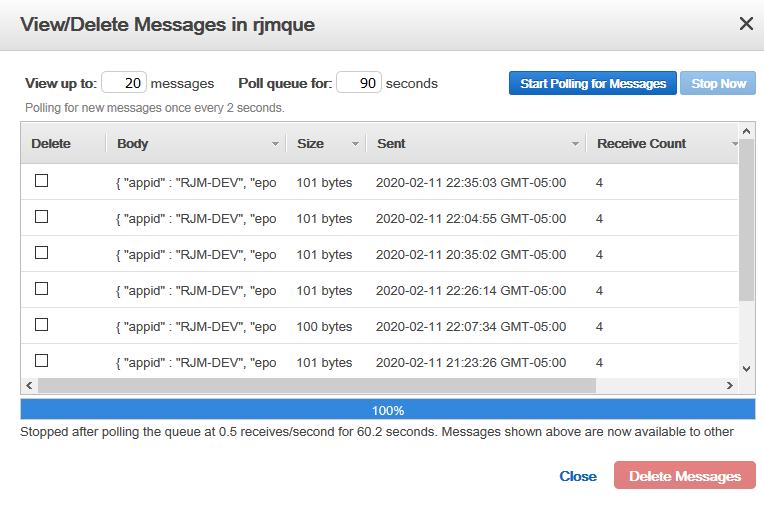 View/Delete Messages in rjmque
View up to: 20 messages Poll queue for: 90 seconds Start Polling for Messages Stop Now
Polling for new messages once every 2 seconds.
Delete Body Size Sent Receive Count
{ "appid" : "RJM-DEV", "epo 101 bytes 2020-02-11 22:35:03 GMT-05:00 4
{ "appid" : "RJM-DEV", "epo 101 bytes 2020-02-11 22:04:55 GMT-05:00 4
{ "appid" : "RJM-DEV", "epo 101 bytes 2020-02-11 20:35:02 GMT-05:00 4
{ "appid" : "RJM-DEV", "epo 101 bytes 2020-02-11 22:26:14 GMT-05:00 4
{ "appid" : "RJM-DEV", "epo 100 bytes 2020-02-11 22:07:34 GMT-05:00 4
{ "appid" : "RJM-DEV", "epo 101 bytes 2020-02-11 21:23:26 GMT-05:00 4
100%
Stopped after polling the queue at 0.5 receives/second for 60.2 seconds. Messages shown above are now available to other
Close Delete Messages